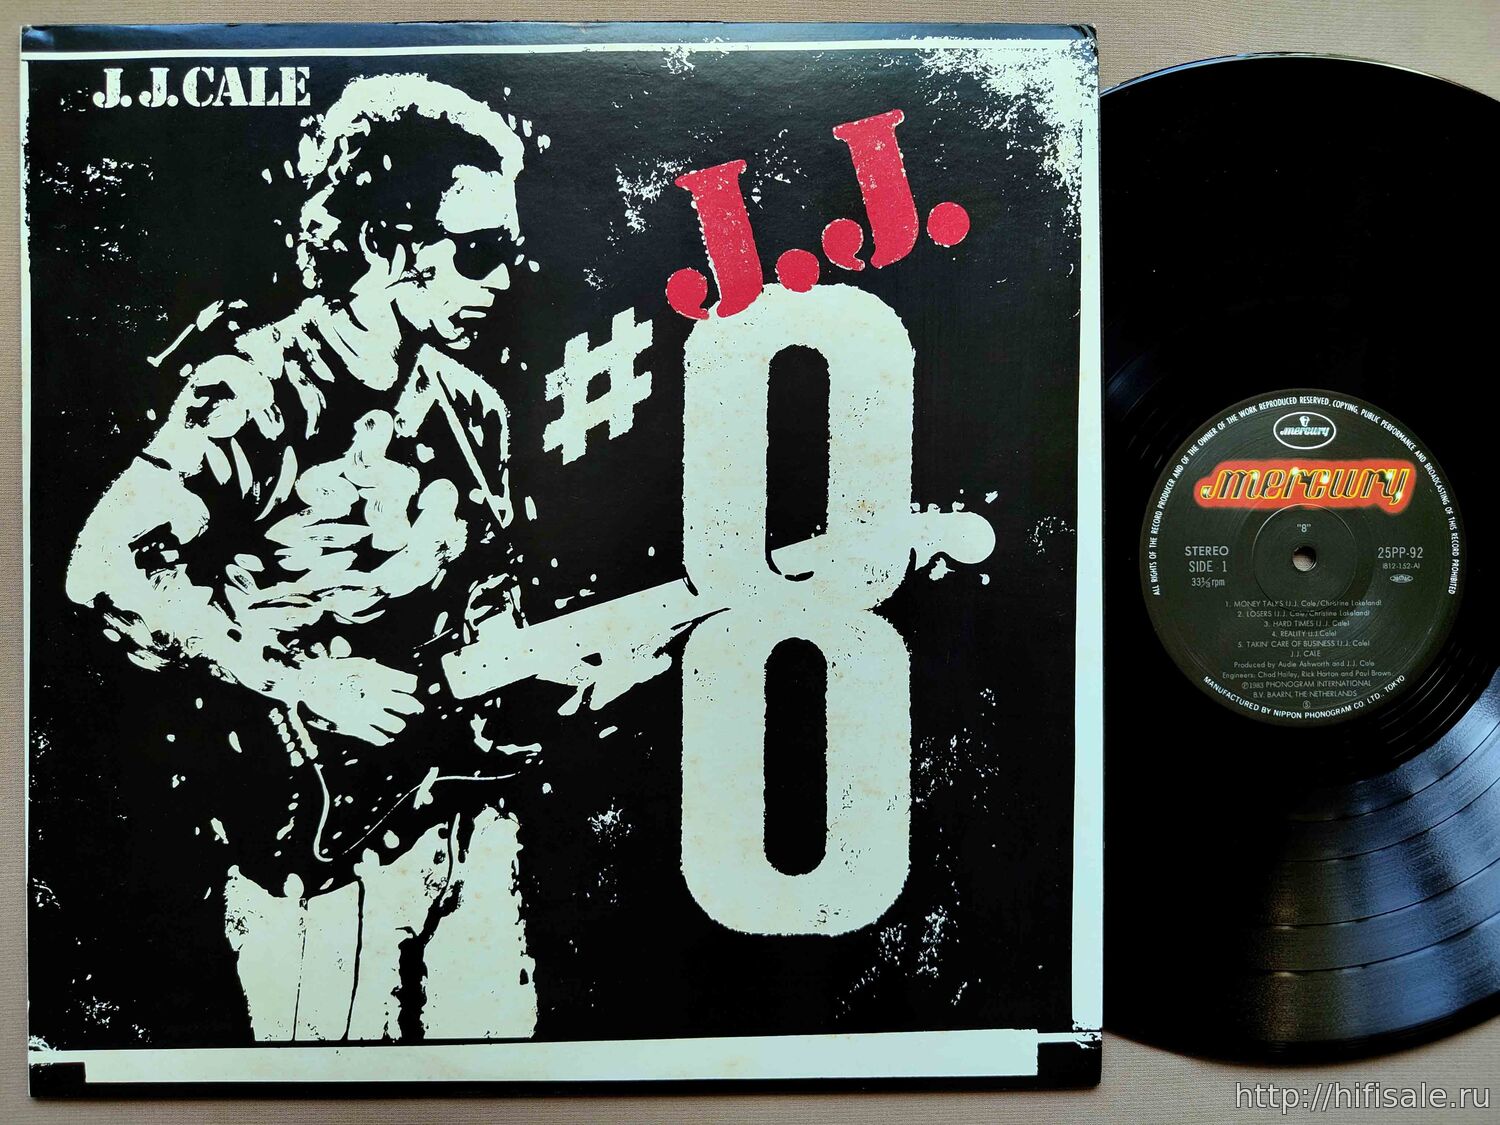 J. J. CALE
J. J.
#8
ALL RIGHTS OF THE RECORD PRODUCER AND OF THE OWNER OF THE WORK REPRODUCED RESERVED. COPYING, PUBLIC PERFORMANCE AND BROADCASTING OF THIS RECORD PROHIBITED
mercury
mercury
"8"
STEREO
SIDE 1
33⅓rpm
25PP-92
(812-152-A)
1. MONEY TALKS (J.J. Cale/Christine Lakeland)
2. LOSERS (J.J. Cale/Christine Lakeland)
3. HARD TIMES (J.J. Cale)
4. REALITY (J.J.Cale)
5. TAKIN' CARE OF BUSINESS (J.J. Cale)
J.J. CALE
Produced by Audie Ashworth and J.J. Cale
Engineers: Chad Hailey, Rick Horton and Paul Brown
Ⓟ1983 PHONOGRAM INTERNATIONAL
B.V. BAARN, THE NETHERLANDS
MANUFACTURED BY NIPPON PHONOGRAM CO. LTD., TOKYO
http://hifisale.ru